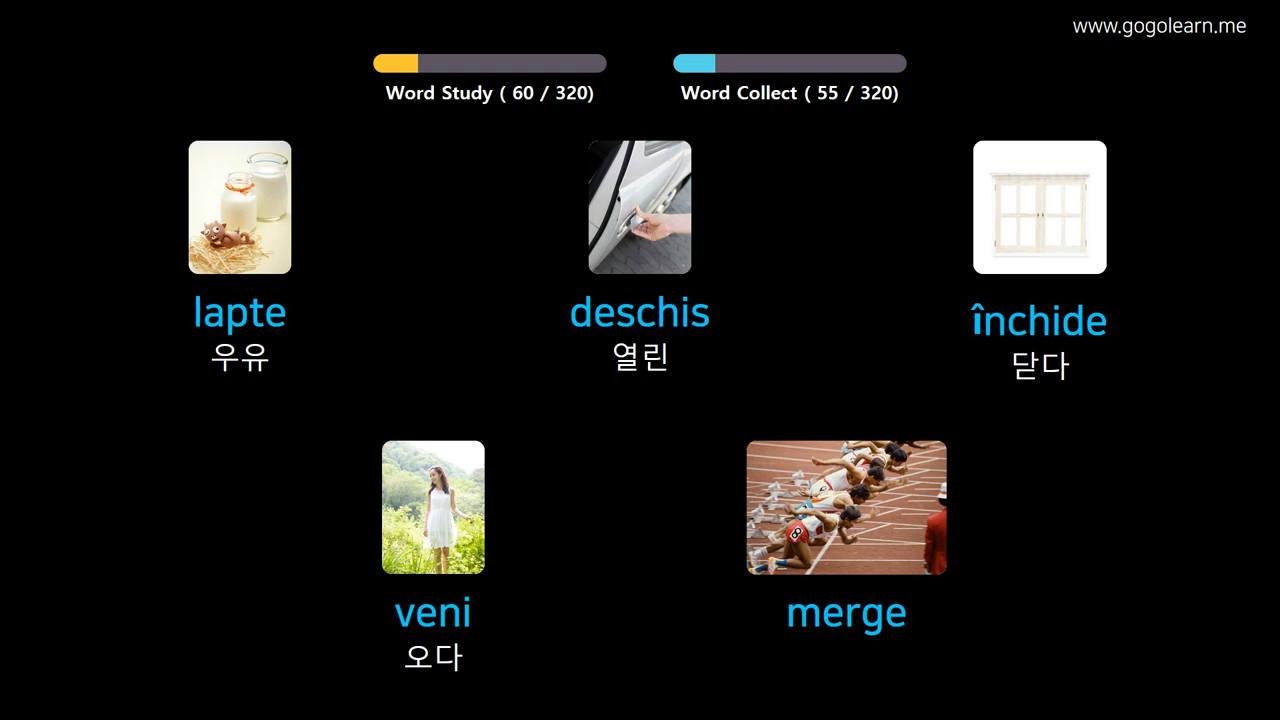 www.gogolearn.me
Word Study ( 60 / 320)
Word Collect ( 55 / 320)
lapte
우유
deschis
열린
închide
닫다
veni
오다
merge